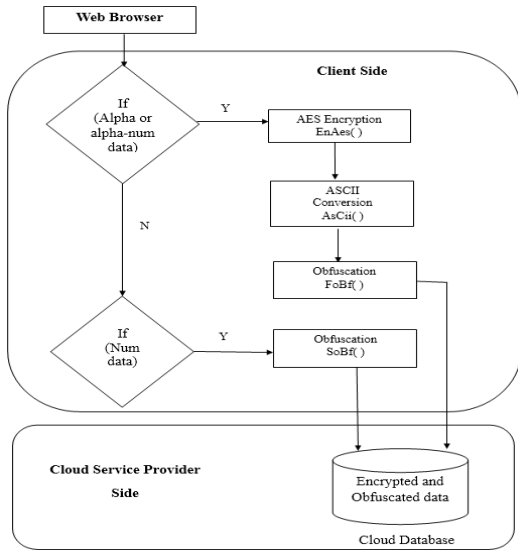 Web Browser
Client Side
If
(Alpha or
alpha-num
data)
Y
AES Encryption
EnAes( )
ASCII
Conversion
AsCii( )
N
Obfuscation
FoBf( )
If
(Num
data)
Y
Obfuscation
SoBf( )
Cloud Service Provider
Side
Encrypted and
Obfuscated data
Cloud Database